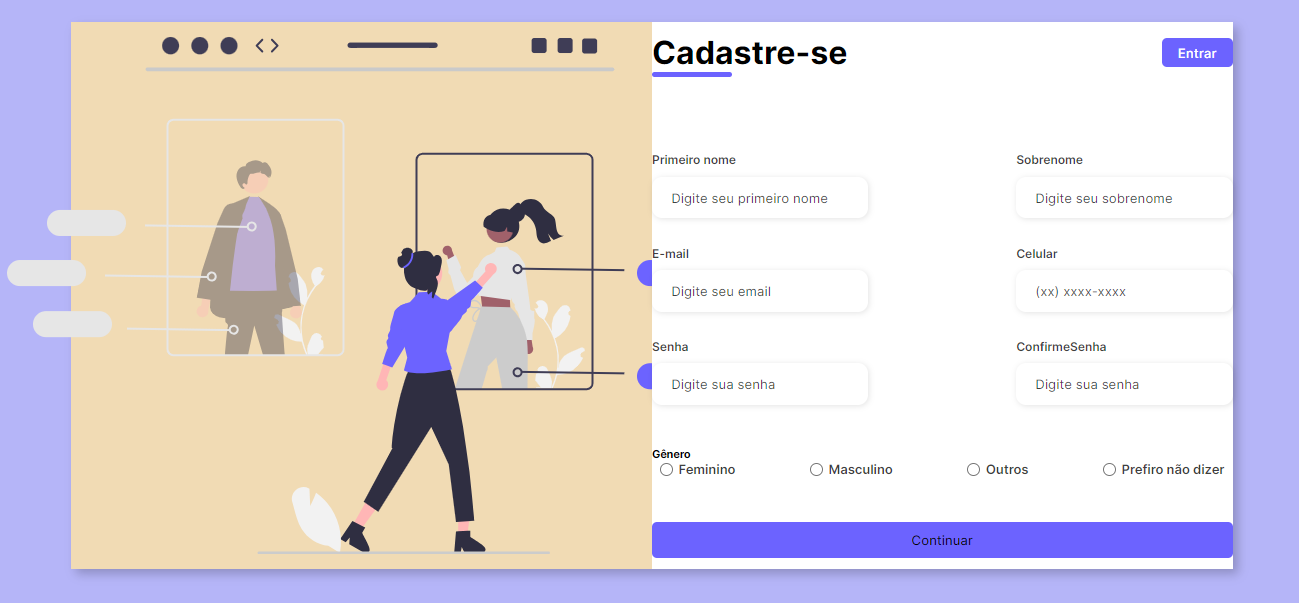 Cadastre-se
Entrar
Primeiro nome
Sobrenome
Digite seu primeiro nome
Digite seu sobrenome
E-mail
Celular
Digite seu email
(xx) xxxx-xxxx
Senha
ConfirmeSenha
Digite sua senha
Digite sua senha
Gênero
Feminino
Masculino
Outros
Prefiro não dizer
Continuar